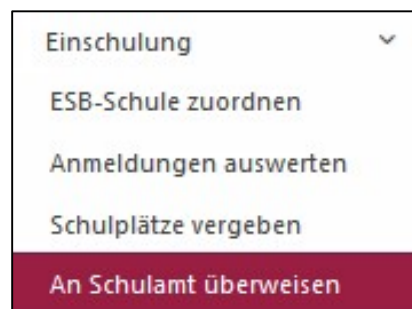 Einschulung
ESB-Schule zuordnen
Anmeldungen auswerten
Schulplätze vergeben
An Schulamt überweisen